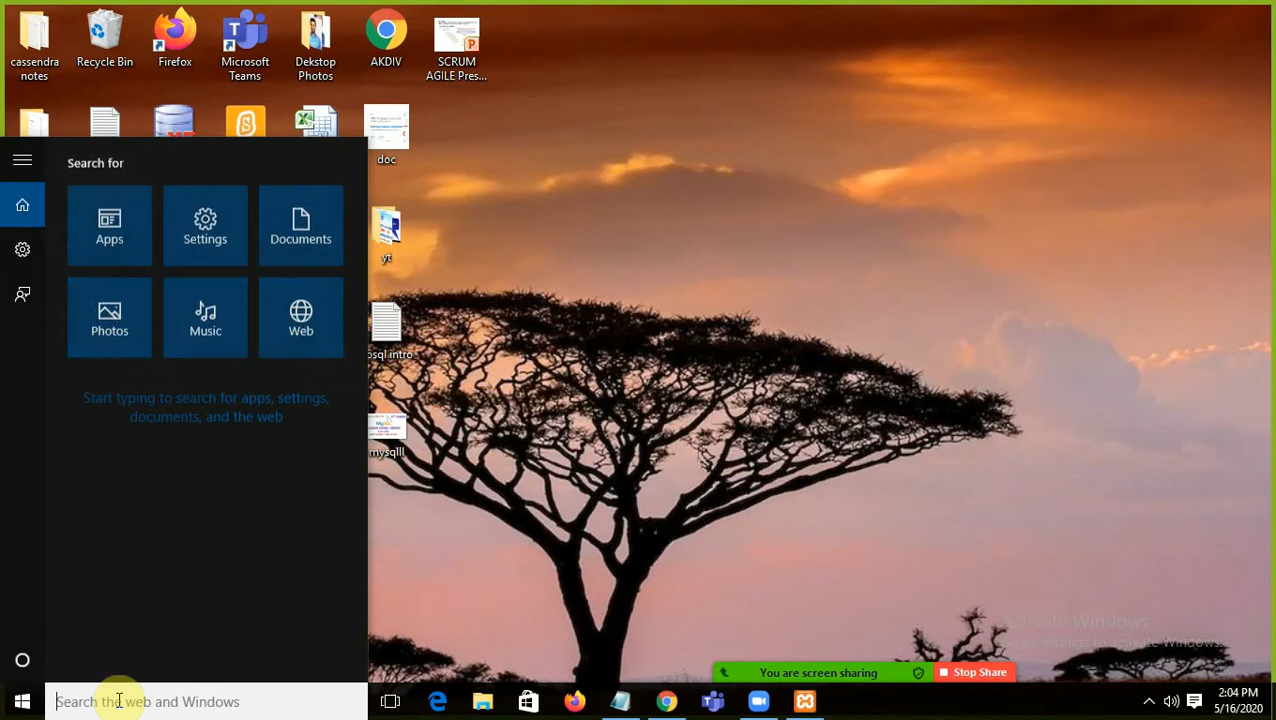 cassendra
notes
Recycle Bin
Firefox
Microsoft
Teams
Dekstop
Photos
AKDIV
SCRUM
AGILE Pres...
doc
Search for
Apps
Settings
Documents
yt
Photos
Music
Web
Start typing to search for apps, settings,
documents, and the web
osql intro
mysqlll
Activate Windows
Go to Settings to activate Windows.
You are screen sharing
Stop Share
Search the web and Windows
2:04 PM
5/16/2020